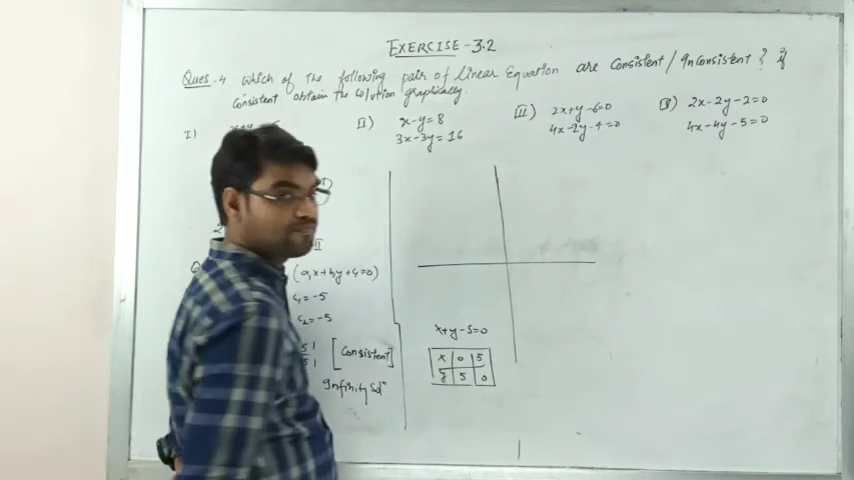 EXERCISE - 3.2
Ques - 4 which of the following pair of linear Equation are Consistent / Inconsistent ? if
Consistent obtain the solution graphically.
I)
II) x-y=8
3x-3y=16
III) 2x+y-6=0
4x-2y-4=0
2x-2y-2=0
4x-4y-5=0
II
(a₁x+b₁y+c₁=0)
c₁=-5
c₂=-5
[Consistent]
Infinity Solⁿ
x+y-5=0
x 0 5
y 5 0